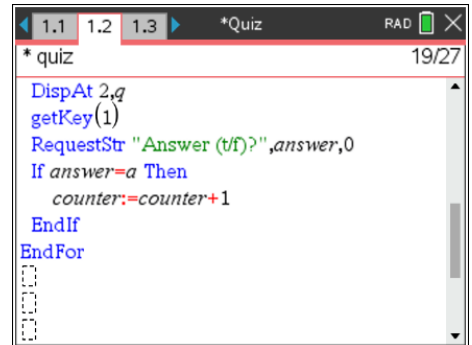 1.1 1.2 1.3 *Quiz RAD
* quiz 19/27
DispAt 2,q
getKey(1)
RequestStr "Answer (t/f)?",answer,0
If answer=a Then
counter:=counter+1
EndIf
EndFor